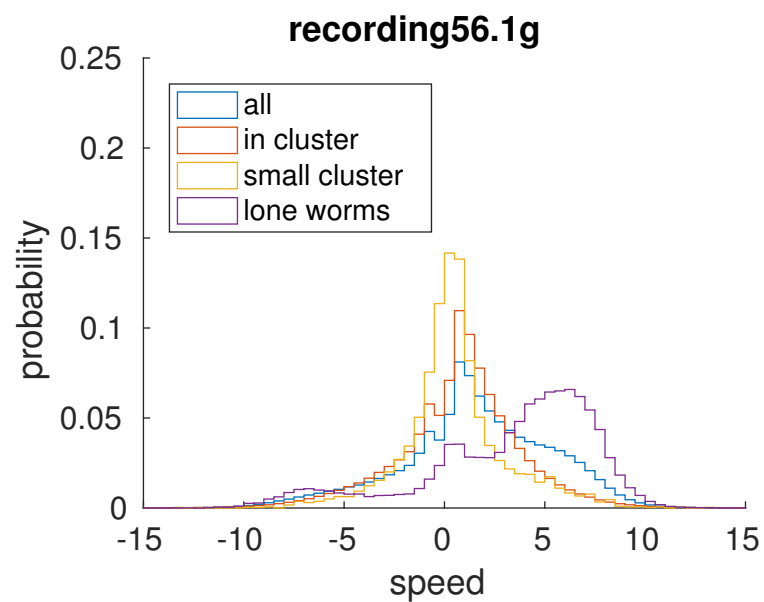 recording56.1g
0.25
0.2
0.15
0.1
0.05
0
probability
all
in cluster
small cluster
lone worms
-15 -10 -5 0 5 10 15
speed